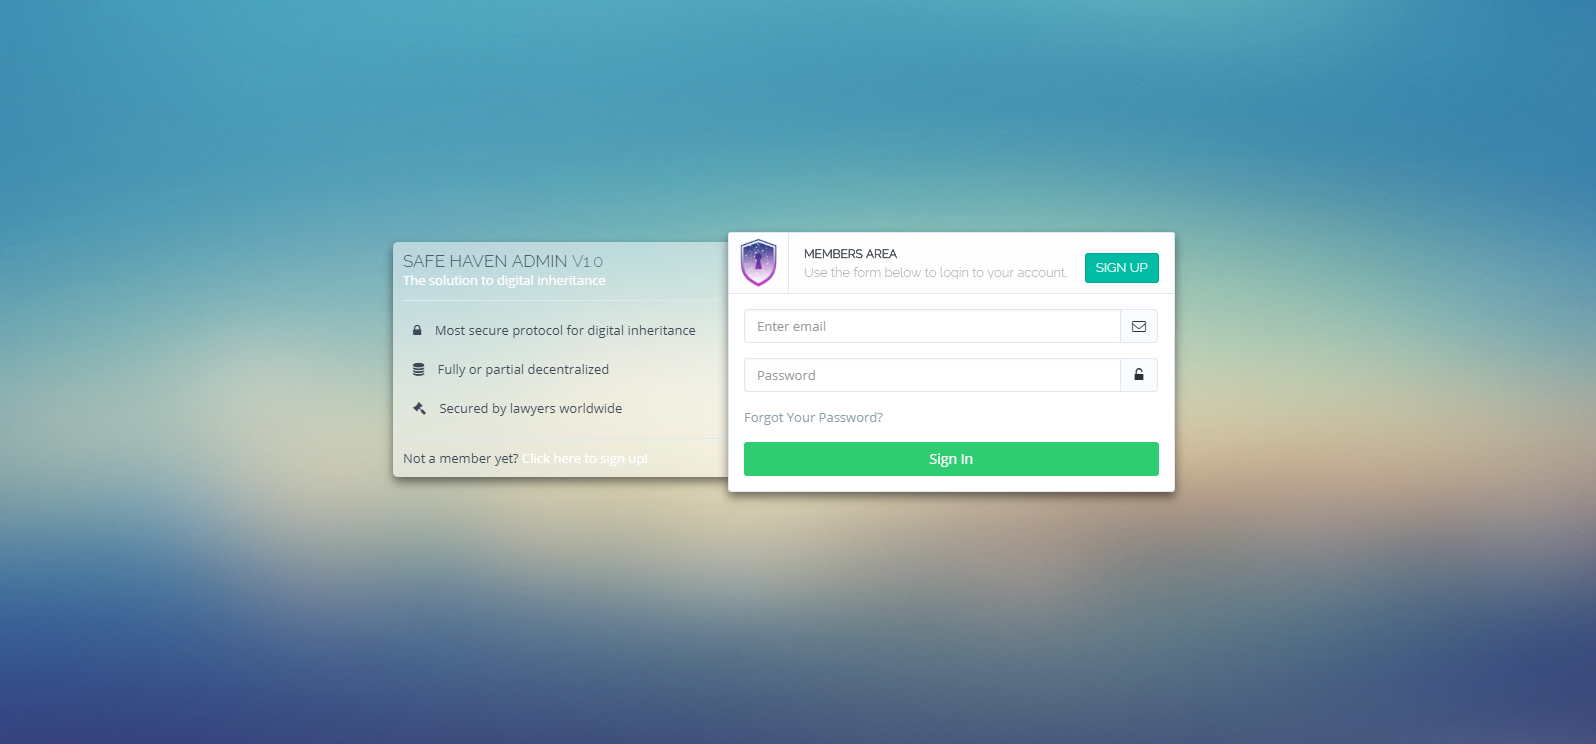 SAFE HAVEN ADMIN V1.0
The solution to digital inheritance
Most secure protocol for digital inheritance
Fully or partial decentralized
Secured by lawyers worldwide
Not a member yet? Click here to sign up!
MEMBERS AREA
Use the form below to login to your account.
SIGN UP
Enter email
Password
Forgot Your Password?
Sign In